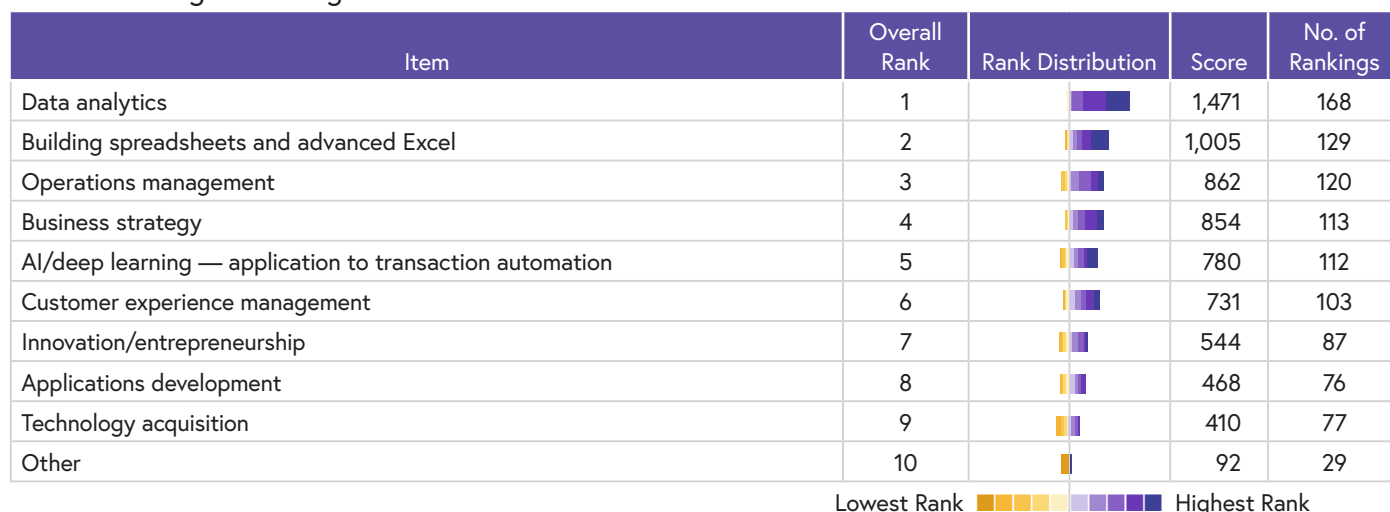 Item Overall Rank Rank Distribution Score No. of Rankings
Data analytics 1 1,471 168
Building spreadsheets and advanced Excel 2 1,005 129
Operations management 3 862 120
Business strategy 4 854 113
AI/deep learning — application to transaction automation 5 780 112
Customer experience management 6 731 103
Innovation/entrepreneurship 7 544 87
Applications development 8 468 76
Technology acquisition 9 410 77
Other 10 92 29
Lowest Rank Highest Rank